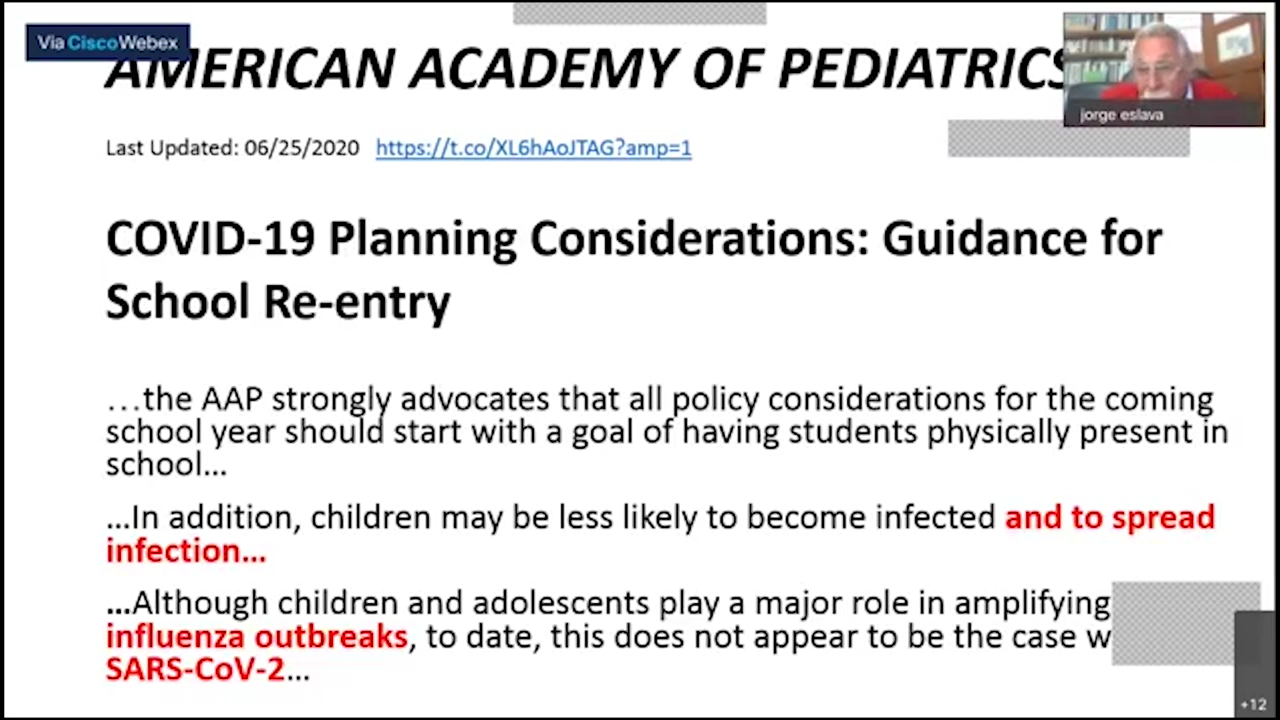 Via Cisco Webex
AMERICAN ACADEMY OF PEDIATRICS
jorge eslava
Last Updated: 06/25/2020 https://t.co/XL6hAoJTAG?amp=1
COVID-19 Planning Considerations: Guidance for
School Re-entry
…the AAP strongly advocates that all policy considerations for the coming
school year should start with a goal of having students physically present in
school…
…In addition, children may be less likely to become infected and to spread
infection…
…Although children and adolescents play a major role in amplifying
influenza outbreaks, to date, this does not appear to be the case w
SARS-CoV-2…
+12